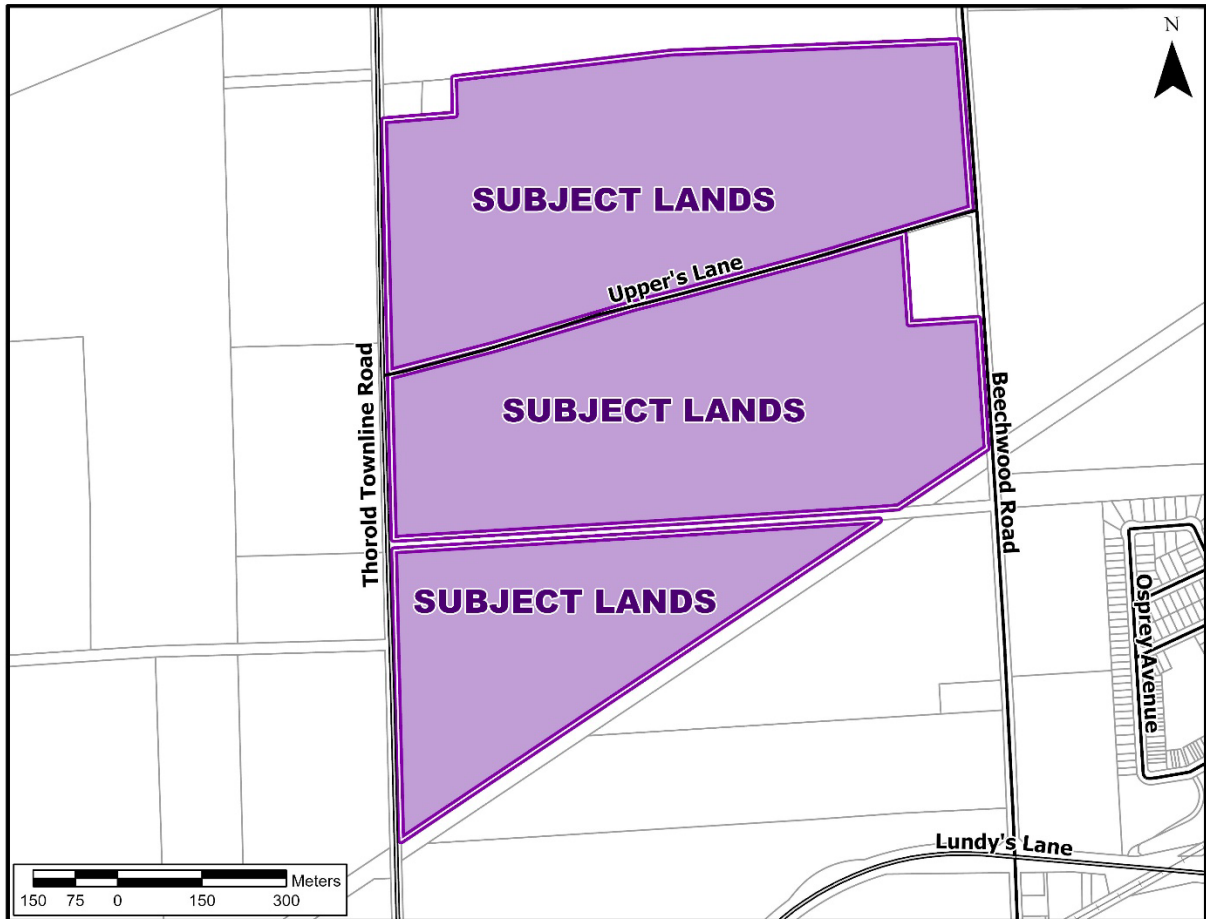 N
SUBJECT LANDS
Upper's Lane
Thorold Townline Road
SUBJECT LANDS
Beechwood Road
SUBJECT LANDS
Osprey Avenue
Lundy's Lane
Meters
150 75 0 150 300